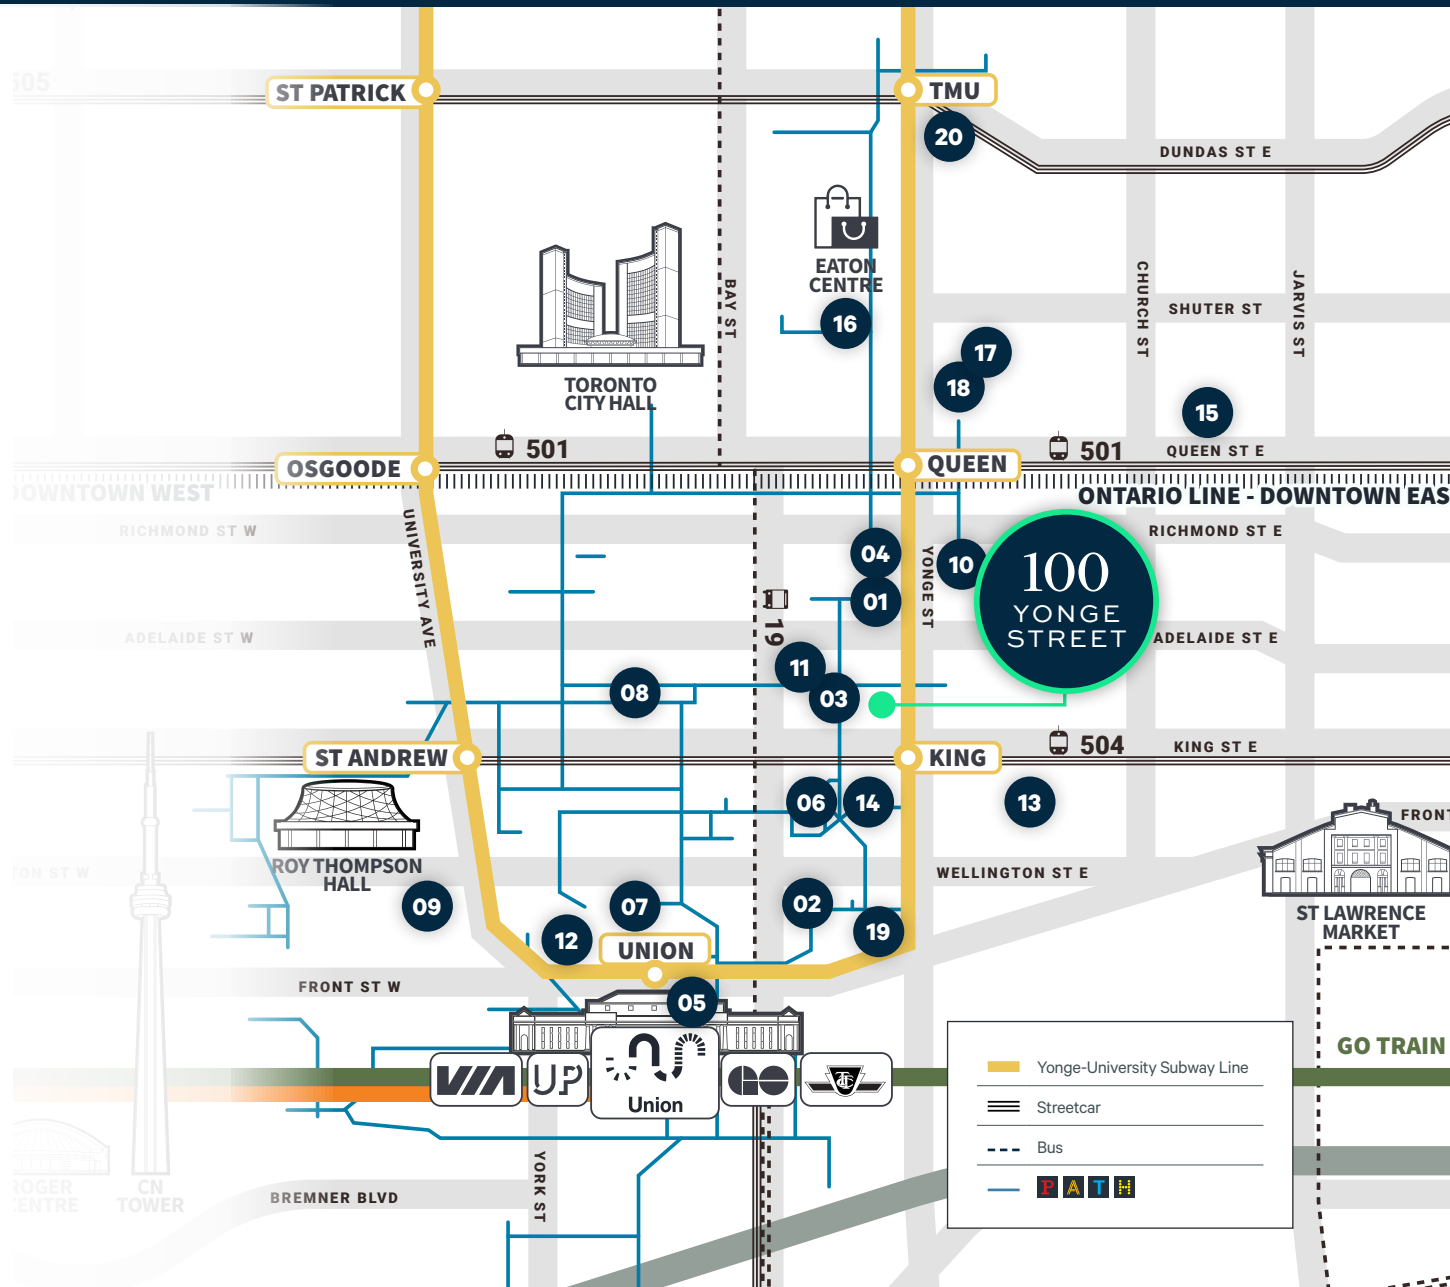 505
ST PATRICK
TMU
20
DUNDAS ST E
EATON
CENTRE
BAY ST
CHURCH ST
SHUTER ST
JARVIS ST
16
17
18
TORONTO
CITY HALL
15
501
501
QUEEN ST E
OSGOODE
QUEEN
DOWNTOWN WEST
ONTARIO LINE - DOWNTOWN EAS
RICHMOND ST W
RICHMOND ST E
UNIVERSITY AVE
04
YONGE ST
10
100
YONGE
STREET
01
19
ADELAIDE ST W
ADELAIDE ST E
11
08
03
504
KING ST E
ST ANDREW
KING
06
14
13
FRONT
ROY THOMPSON
HALL
TON ST W
WELLINGTON ST E
09
07
02
12
19
ST LAWRENCE
MARKET
UNION
FRONT ST W
05
VIA
UP
Union
GO
TTC
GO TRAIN
Yonge-University Subway Line
Streetcar
Bus
PATH
ROGER
CENTRE
CN
TOWER
BREMNER BLVD
YORK ST